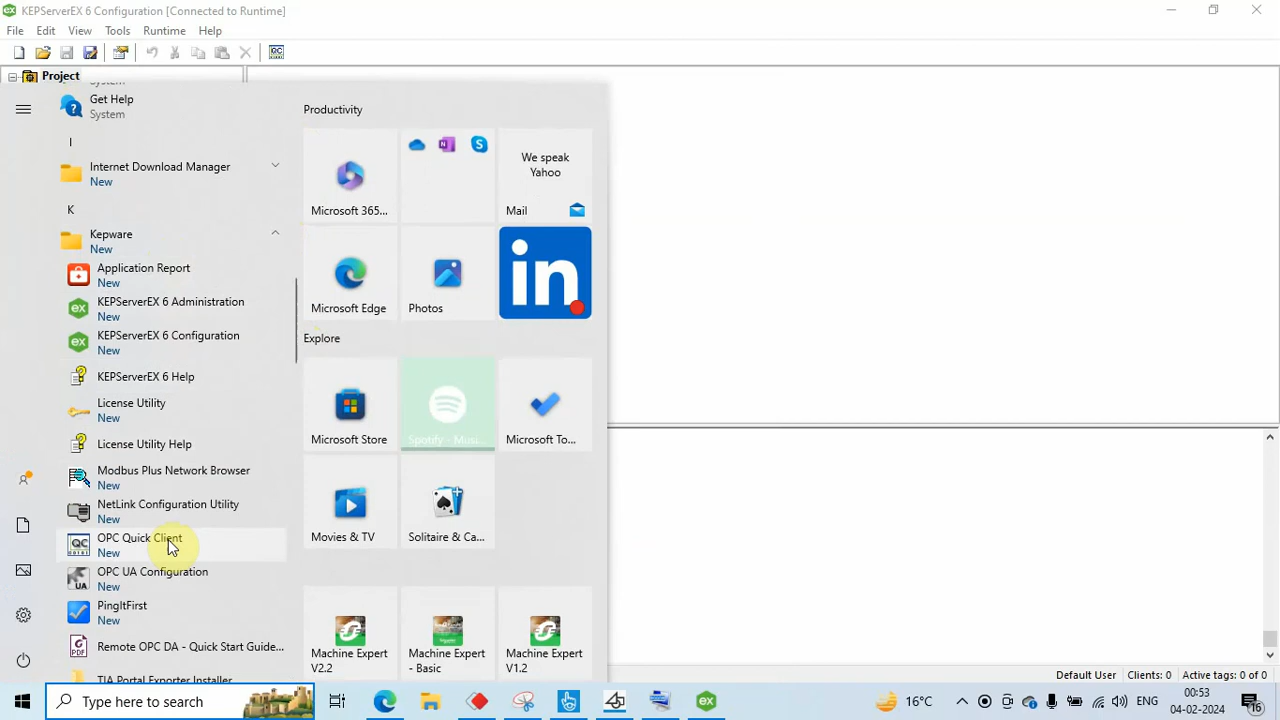 KEPServerEX 6 Configuration [Connected to Runtime]
File Edit View Tools Runtime Help
Project
System
Get Help
System
I
Internet Download Manager
New
K
Kepware
New
Application Report
New
KEPServerEX 6 Administration
New
KEPServerEX 6 Configuration
New
KEPServerEX 6 Help
License Utility
New
License Utility Help
Modbus Plus Network Browser
New
NetLink Configuration Utility
New
OPC Quick Client
New
OPC UA Configuration
New
PingItFirst
New
Remote OPC DA - Quick Start Guide...
TIA Portal Exporter Installer
Productivity
Microsoft 365...
We speak
Yahoo
Mail
Microsoft Edge
Photos
in
Explore
Microsoft Store
Spotify - Musi...
Microsoft To...
Movies & TV
Solitaire & Ca...
Machine Expert
V2.2
Machine Expert
- Basic
Machine Expert
V1.2
Default User Clients: 0 Active tags: 0 of 0
Type here to search
16°C
ENG
00:53
04-02-2024
16